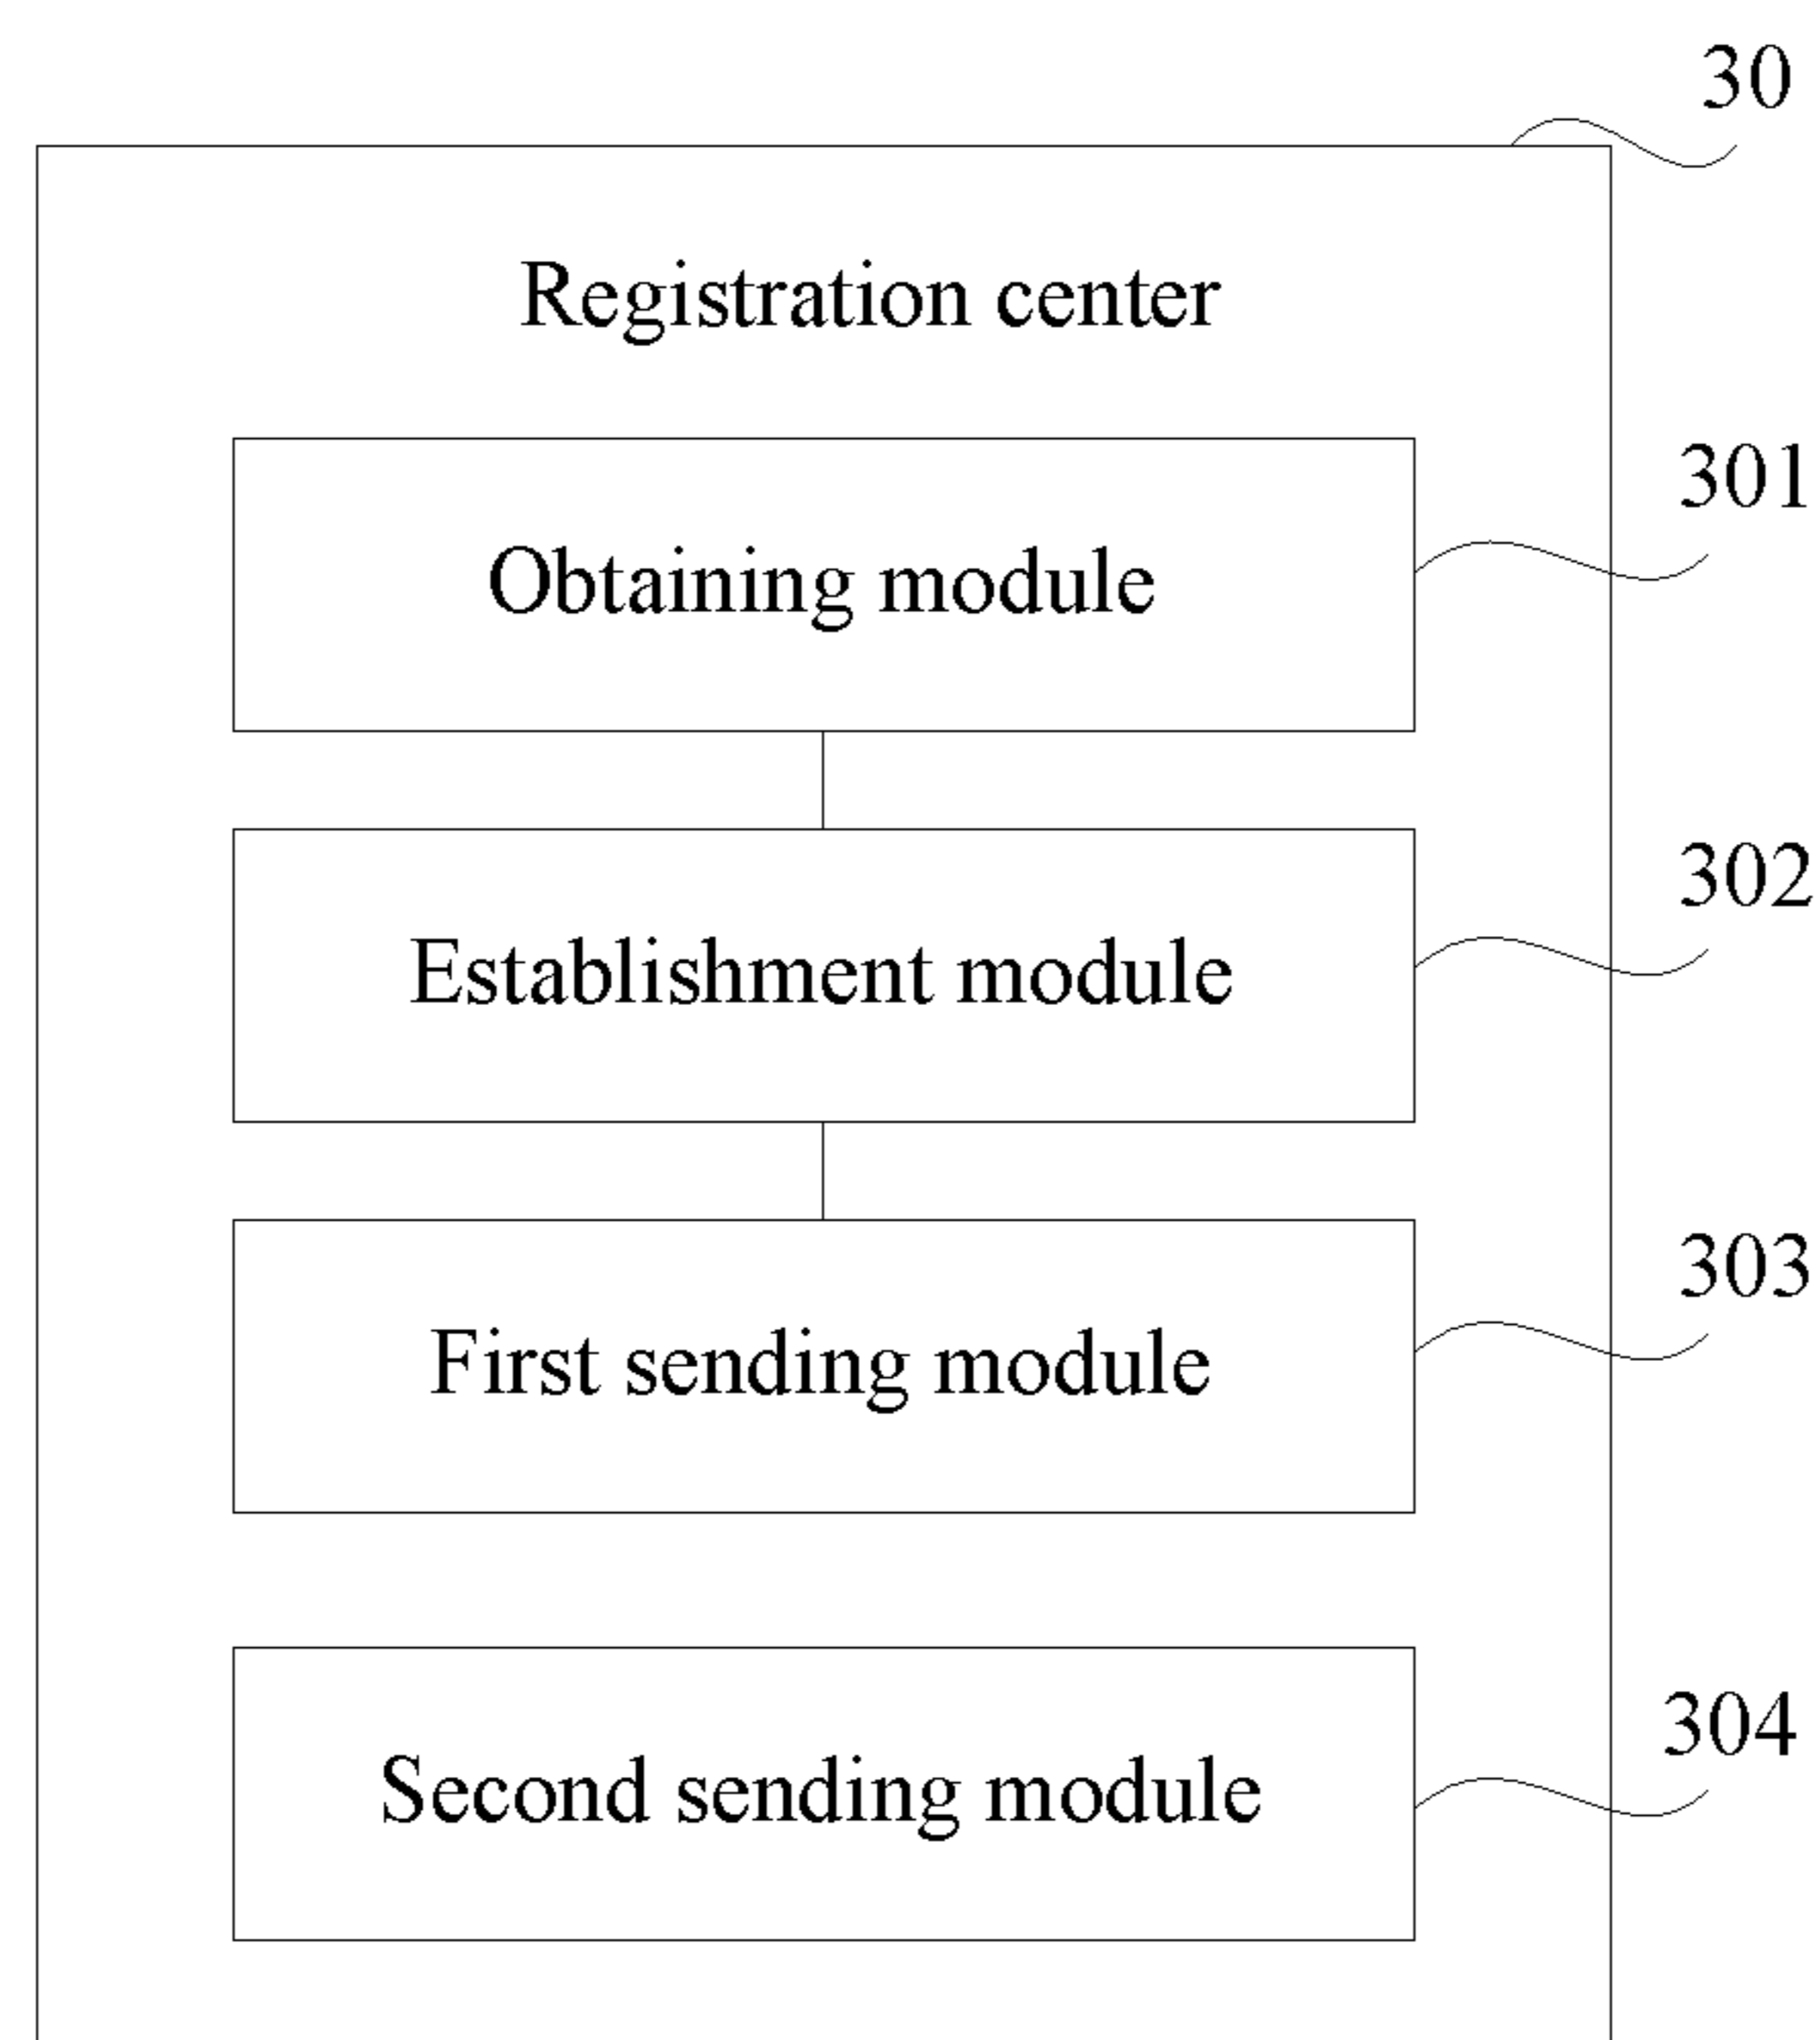 30
Registration center
301
Obtaining module
302
Establishment module
303
First sending module
304
Second sending module